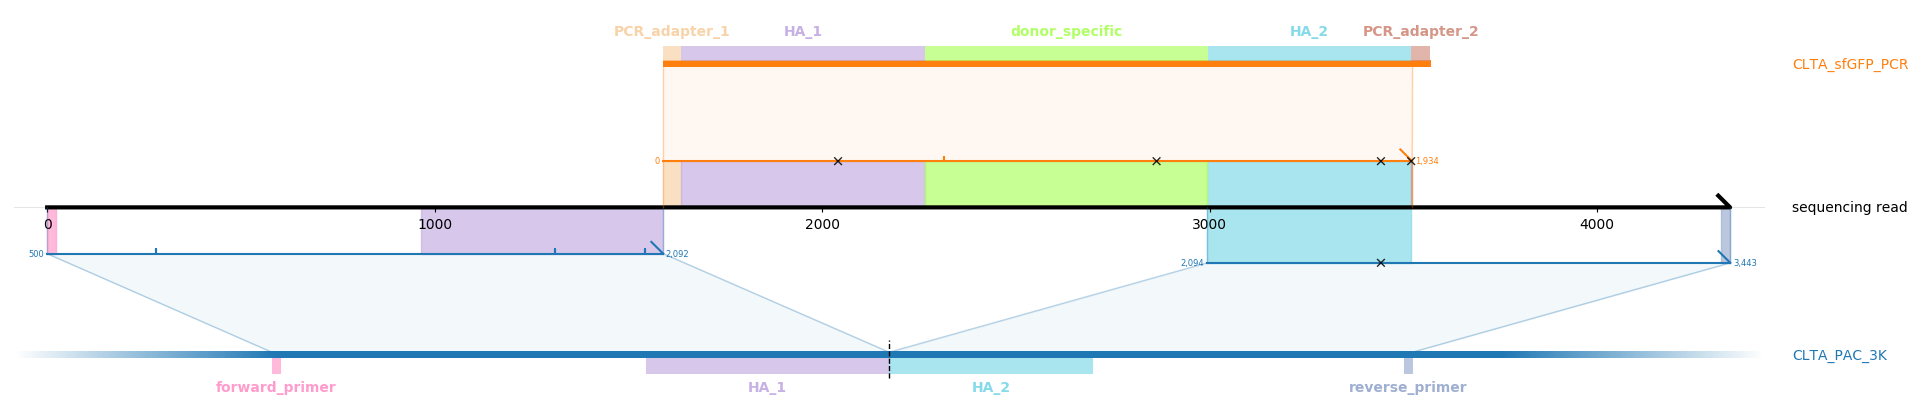 PCR_adapter_1 HA_1 donor_specific HA_2 PCR_adapter_2
CLTA_sfGFP_PCR
0 1,934
sequencing read
0 1000 2000 3000 4000
500 2,092
2,094 3,443
CLTA_PAC_3K
forward_primer HA_1 HA_2 reverse_primer